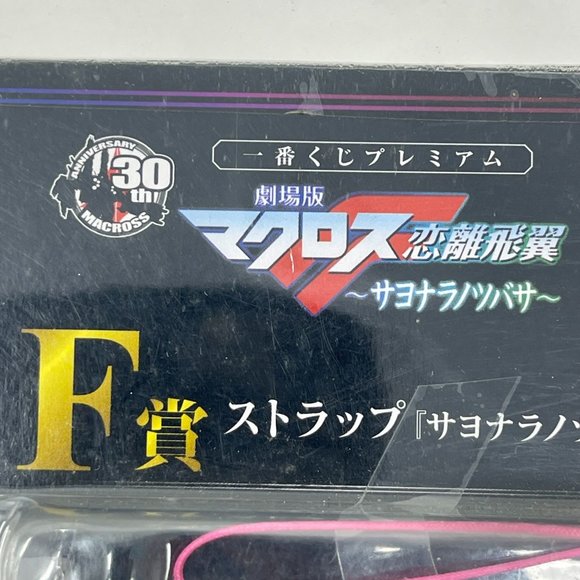 一番くじプレミアム
ANNIVERSARY
30th!
MACROSS
劇場版
マクロスF 恋離飛翼
～サヨナラノツバサ～
F賞 ストラップ『サヨナラノツ